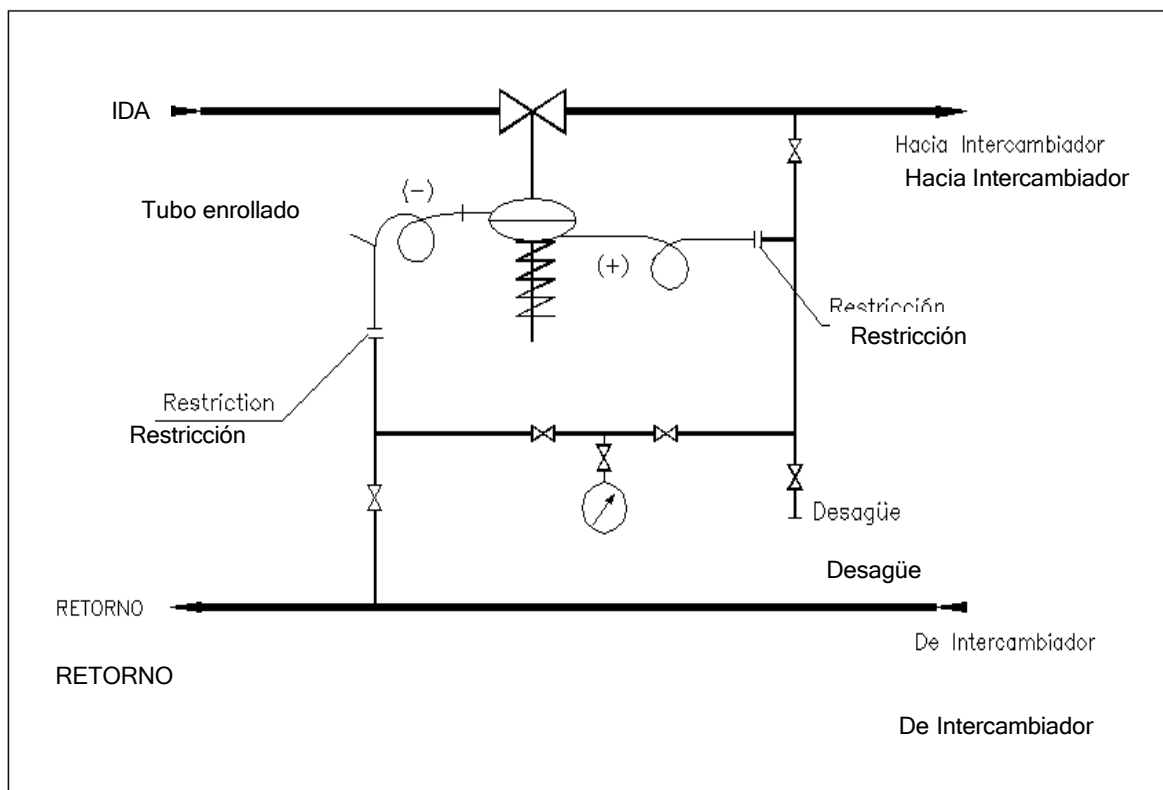 IDA
Hacia Intercambiador
Hacia Intercambiador
(-)
Tubo enrollado
(+)
Restricción
Restricción
Restriction
Restricción
Desagüe
Desagüe
RETORNO
De Intercambiador
RETORNO
De Intercambiador